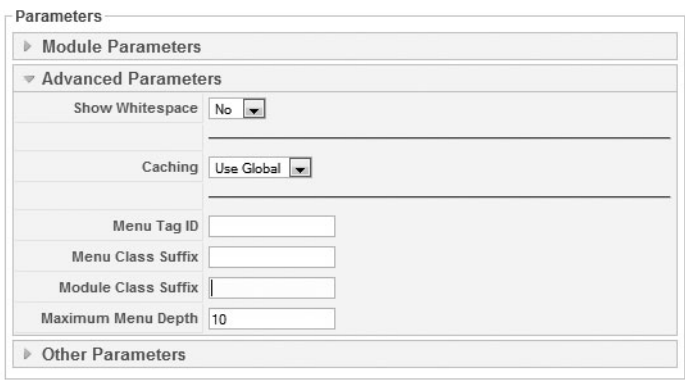 Parameters
Module Parameters
Advanced Parameters
Show Whitespace No
Caching Use Global
Menu Tag ID
Menu Class Suffix
Module Class Suffix
Maximum Menu Depth 10
Other Parameters